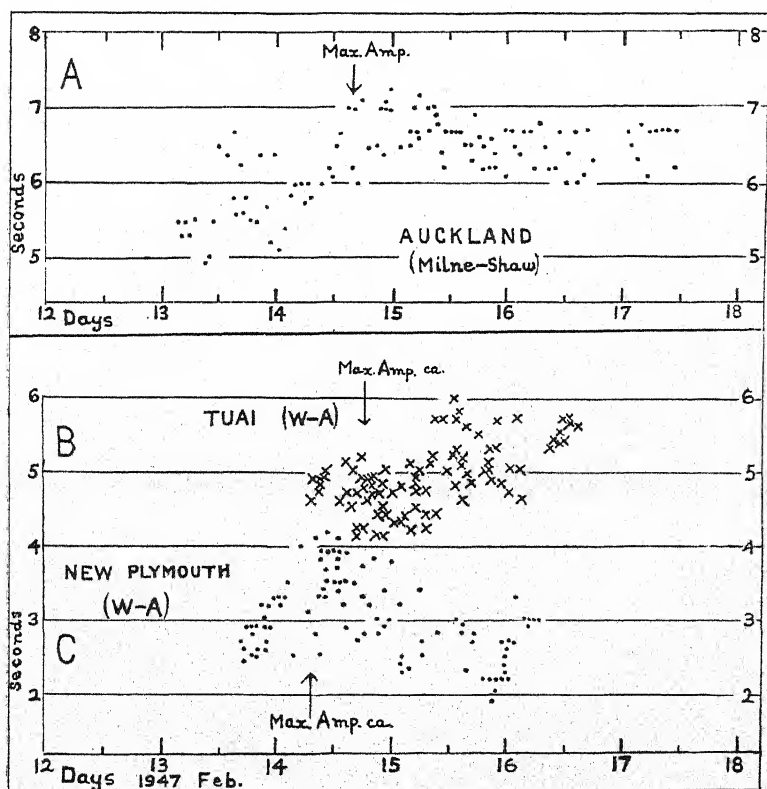 8 8
A Max. Amp.
7 7
6 6
Seconds
AUCKLAND
5 5
(Milne-Shaw)
12 Days 13 14 15 16 17 18
Max. Amp. ca.
6 6
TUAI (W-A)
B
5 5
4 4
NEW PLYMOUTH
(W-A)
3 3
C
Seconds
2 2
Max. Amp. ca.
12 13 14 15 16 17 18
Days 1947 Feb.